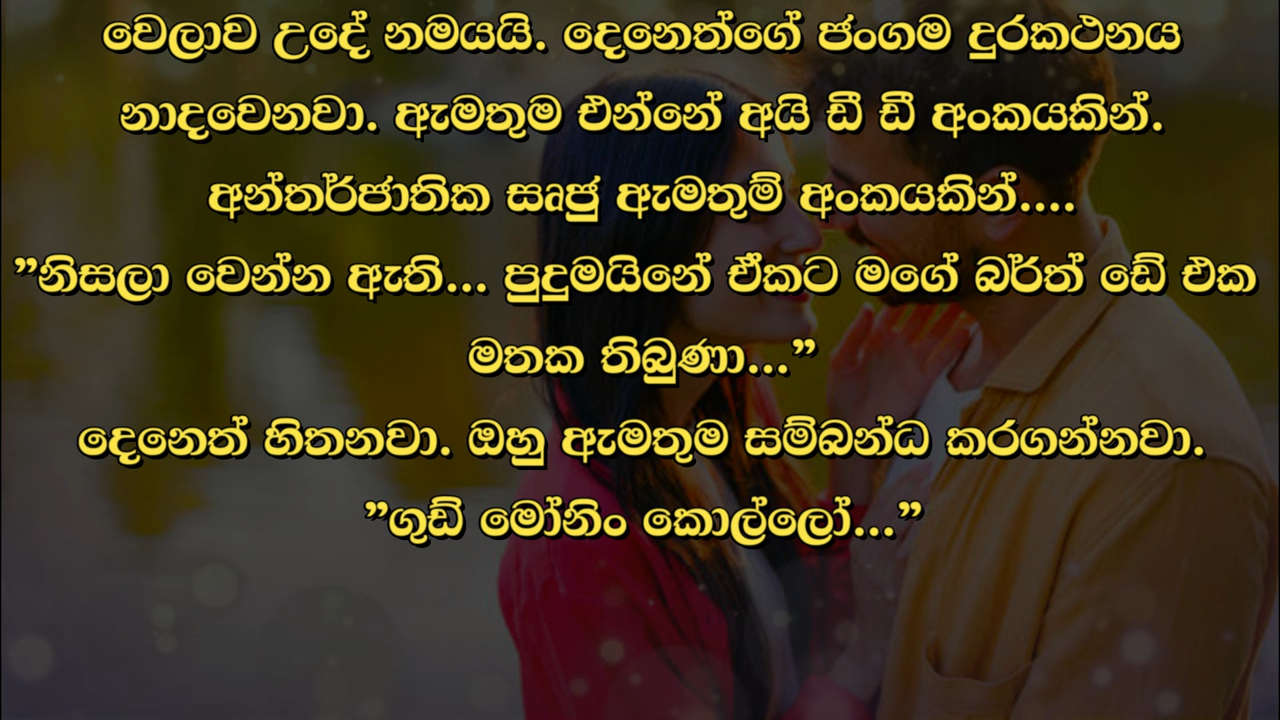 වෙලාව උදේ නමයයි. දෙනෙත්ගේ ජංගම දුරකථනය
නාදවෙනවා. ඇමතුම එන්නේ අයි ඩී ඩී අංකයකින්.
අන්තර්ජාතික සෘජු ඇමතුම් අංකයකින්....
”නිසලා වෙන්න ඇති... පුදුමයිනේ ඒකට මගේ බර්ත් ඩේ එක
මතක තිබුණා...”
දෙනෙත් හිතනවා. ඔහු ඇමතුම සම්බන්ධ කරගන්නවා.
”ගුඩ් මෝනිං කොල්ලෝ...”